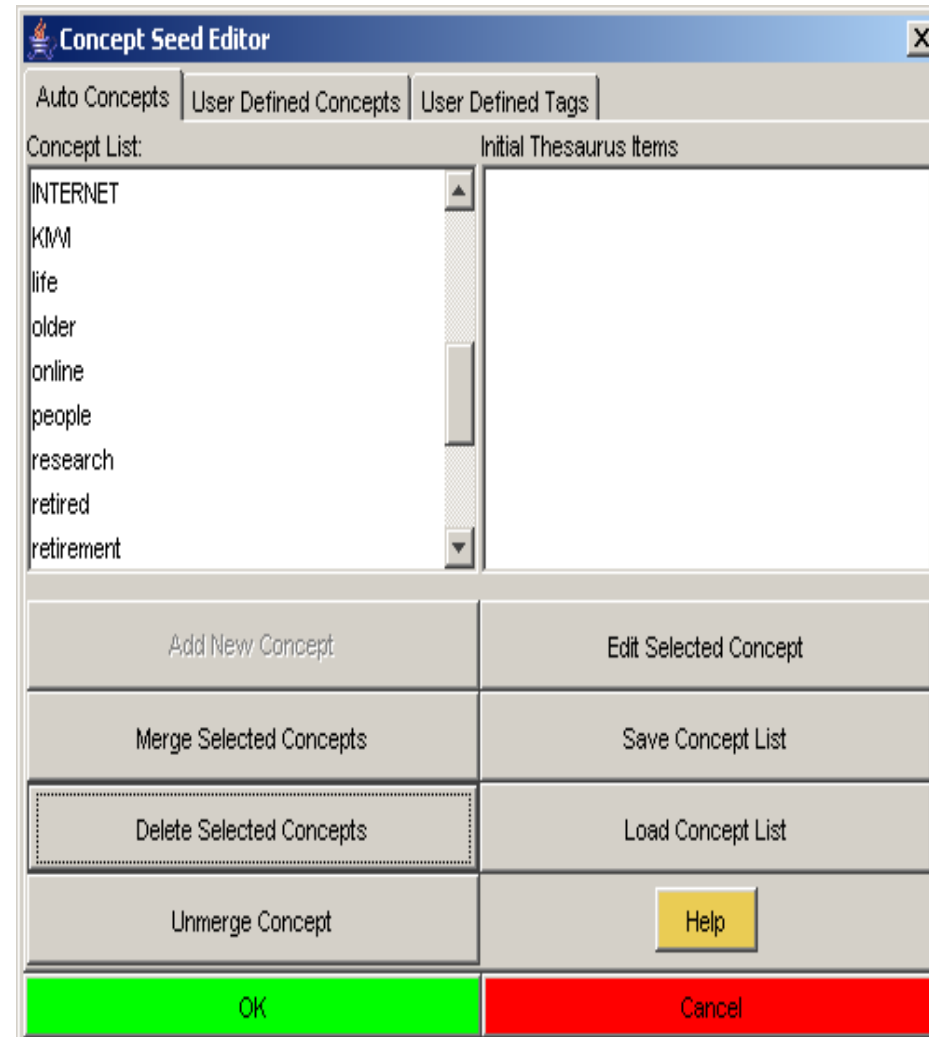 Concept Seed Editor
Auto Concepts User Defined Concepts User Defined Tags
Concept List: Initial Thesaurus Items
INTERNET
KIWI
life
older
online
people
research
retired
retirement
Add New Concept Edit Selected Concept
Merge Selected Concepts Save Concept List
Delete Selected Concepts Load Concept List
Unmerge Concept Help
OK Cancel